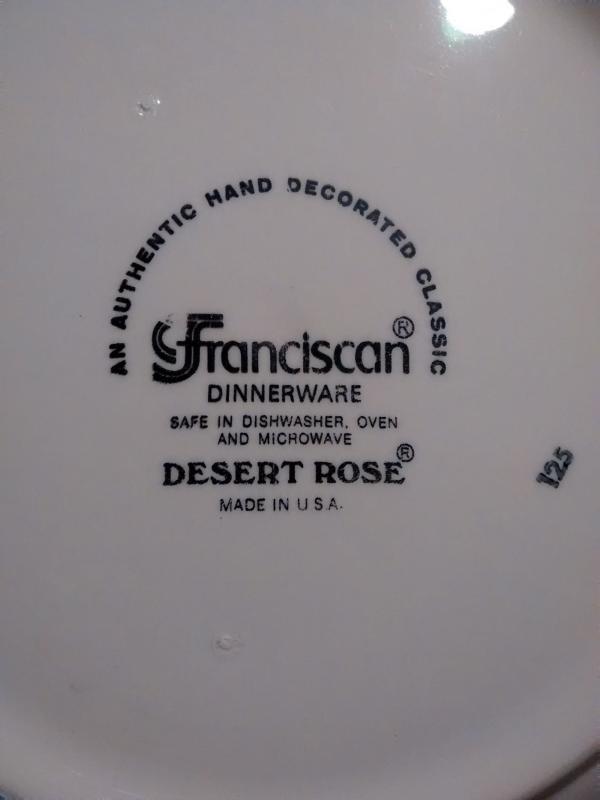 AN AUTHENTIC HAND DECORATED CLASSIC
Franciscan®
DINNERWARE
SAFE IN DISHWASHER, OVEN
AND MICROWAVE
DESERT ROSE®
MADE IN U.S.A.
125